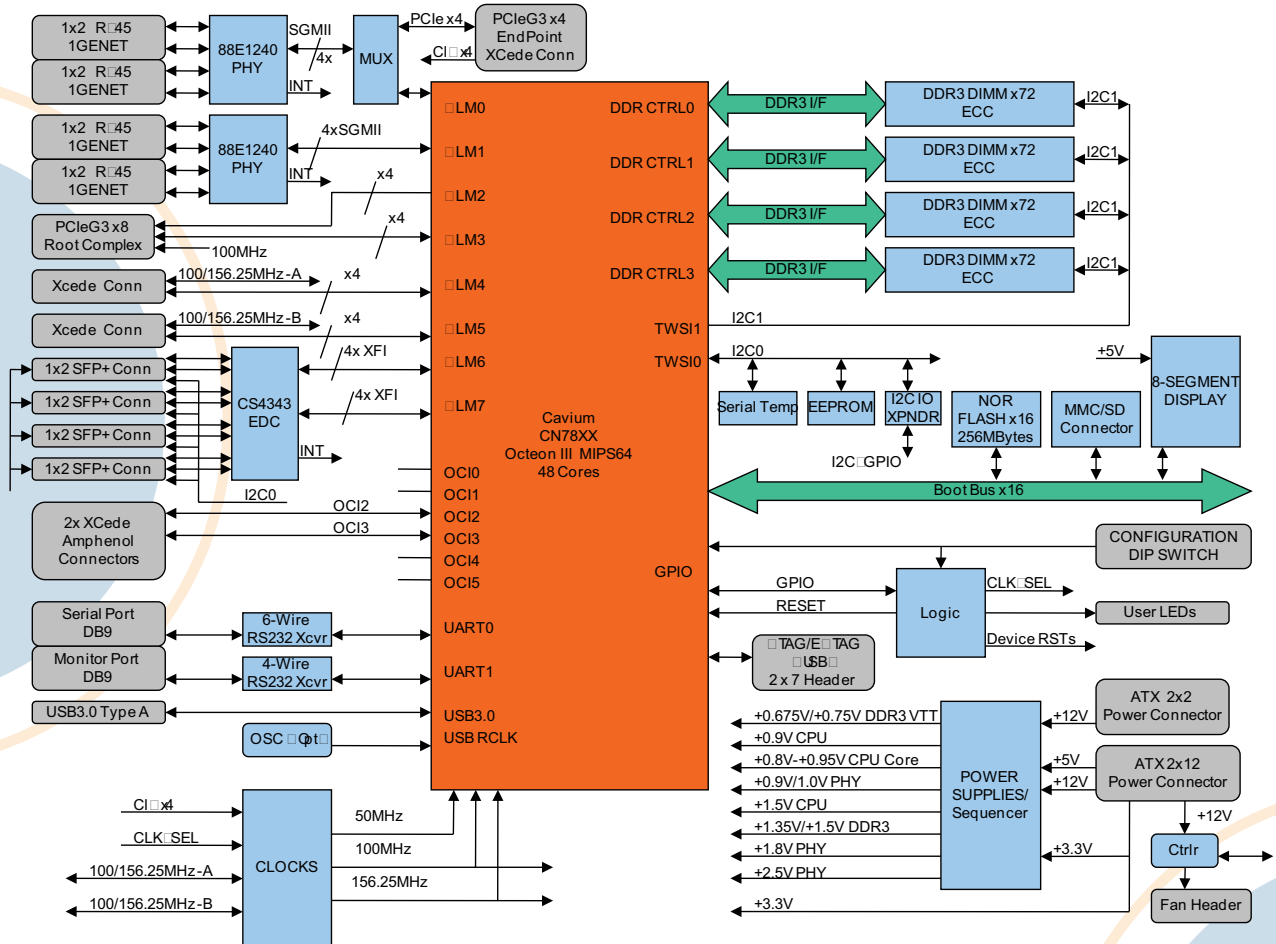 1x2 R□45
1GENET
1x2 R□45
1GENET
88E1240
PHY
SGMII
4x
INT
MUX
PCIe x4
CI□x4
PCIeG3 x4
EndPoint
XCede Conn
1x2 R□45
1GENET
1x2 R□45
1GENET
88E1240
PHY
4xSGMII
INT
x4
PCIeG3 x8
Root Complex
x4
100MHz
Xcede Conn
100/156.25MHz-A
x4
Xcede Conn
100/156.25MHz-B
x4
1x2 SFP+ Conn
1x2 SFP+ Conn
1x2 SFP+ Conn
1x2 SFP+ Conn
CS4343
EDC
4x XFI
4x XFI
INT
I2C0
2x XCede
Amphenol
Connectors
OCI2
OCI3
Serial Port
DB9
Monitor Port
DB9
6-Wire
RS232 Xcvr
4-Wire
RS232 Xcvr
USB3.0 Type A
OSC □Opt□
□LM0
□LM1
□LM2
□LM3
□LM4
□LM5
□LM6
□LM7
OCI0
OCI1
OCI2
OCI3
OCI4
OCI5
UART0
UART1
USB3.0
USB RCLK
Cavium
CN78XX
Octeon III MIPS64
48 Cores
DDR CTRL0
DDR CTRL1
DDR CTRL2
DDR CTRL3
TWSI1
TWSI0
GPIO
DDR3 I/F
DDR3 DIMM x72
ECC
I2C1
DDR3 I/F
DDR3 DIMM x72
ECC
I2C1
DDR3 I/F
DDR3 DIMM x72
ECC
I2C1
DDR3 I/F
DDR3 DIMM x72
ECC
I2C1
I2C1
I2C0
Serial Temp
EEPROM
I2C IO
XPNDR
I2C□GPIO
NOR
FLASH x16
256MBytes
MMC/SD
Connector
+5V
8-SEGMENT
DISPLAY
Boot Bus x16
CONFIGURATION
DIP SWITCH
GPIO
RESET
Logic
CLK□SEL
User LEDs
Device RSTs
□TAG/E□TAG
□USB□
2 x 7 Header
+0.675V/+0.75V DDR3 VTT
+0.9V CPU
+0.8V-+0.95V CPU Core
+0.9V/1.0V PHY
+1.5V CPU
+1.35V/+1.5V DDR3
+1.8V PHY
+2.5V PHY
+3.3V
POWER
SUPPLIES/
Sequencer
+12V
+5V
+12V
+3.3V
ATX 2x2
Power Connector
ATX 2x12
Power Connector
+12V
Ctrlr
Fan Header
CI□x4
CLK□SEL
100/156.25MHz-A
100/156.25MHz-B
CLOCKS
50MHz
100MHz
156.25MHz